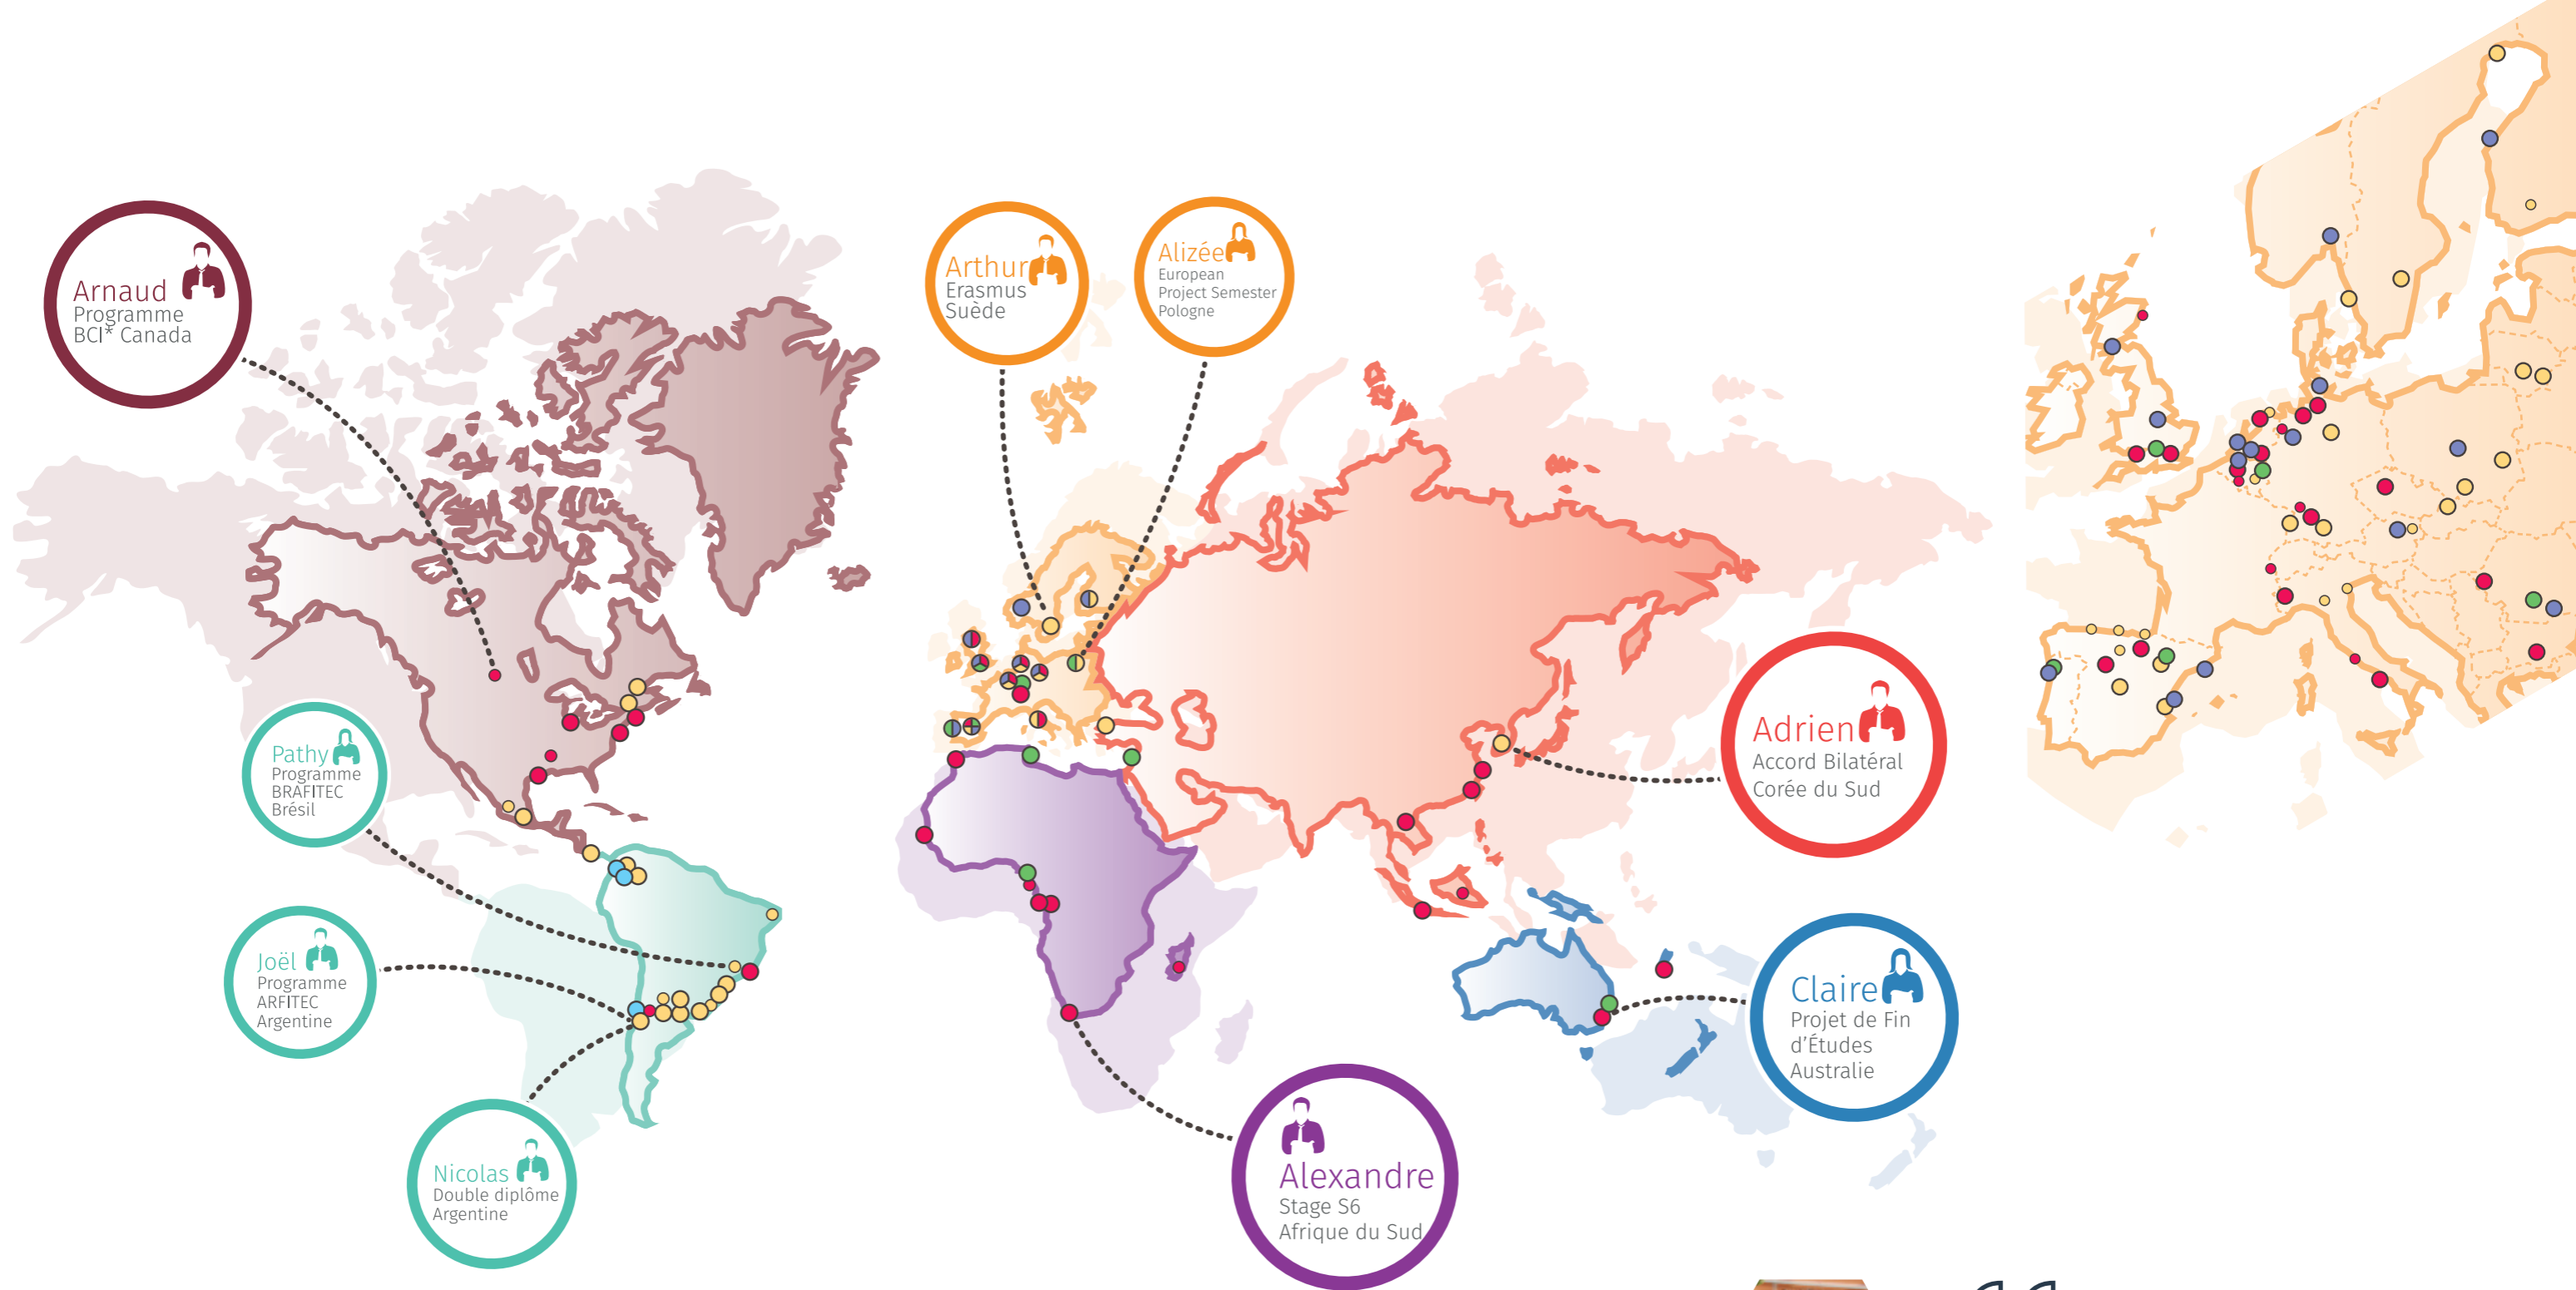 Arnaud
Programme
BCI* Canada
Arthur
Erasmus
Suède
Alizée
European
Project Semester
Pologne
Pathy
Programme
BRAFITEC
Brésil
Adrien
Accord Bilatéral
Corée du Sud
Joël
Programme
ARFITEC
Argentine
Claire
Projet de Fin
d'Études
Australie
Nicolas
Double diplôme
Argentine
Alexandre
Stage S6
Afrique du Sud